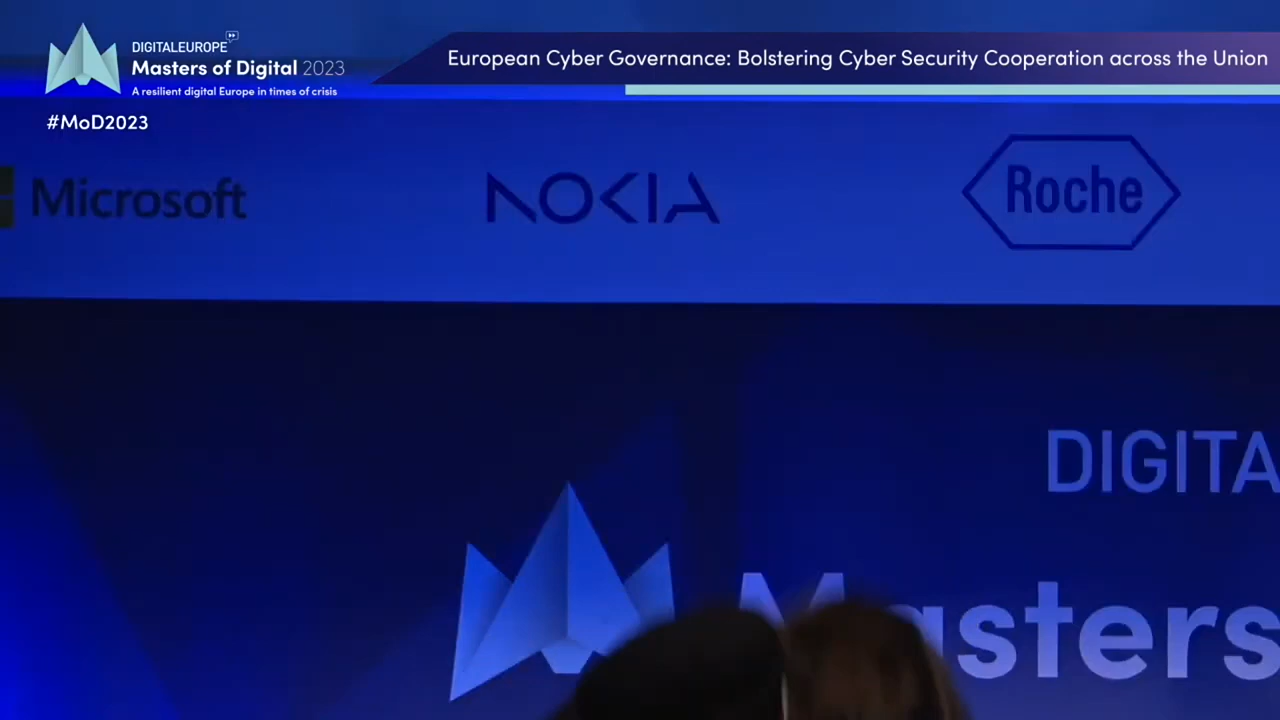 DIGITALEUROPE
Masters of Digital 2023
A resilient digital Europe in times of crisis
#MoD2023
European Cyber Governance: Bolstering Cyber Security Cooperation across the Union
Microsoft
NOKIA
Roche
DIGITA
Masters